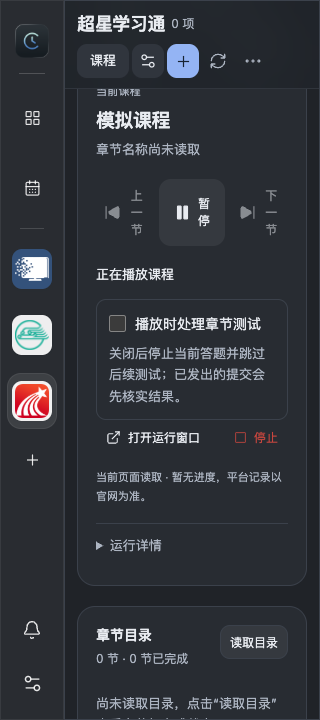 超星学习通 0 项
课程
当前课程
模拟课程
章节名称尚未读取
上一节
暂停
下一节
正在播放课程
播放时处理章节测试
关闭后停止当前答题并跳过
后续测试；已发出的提交会
先核实结果。
打开运行窗口
停止
当前页面读取 · 暂无进度，平台记录以
官网为准。
运行详情
章节目录
0 节 · 0 节已完成
读取目录
尚未读取目录，点击“读取目录”